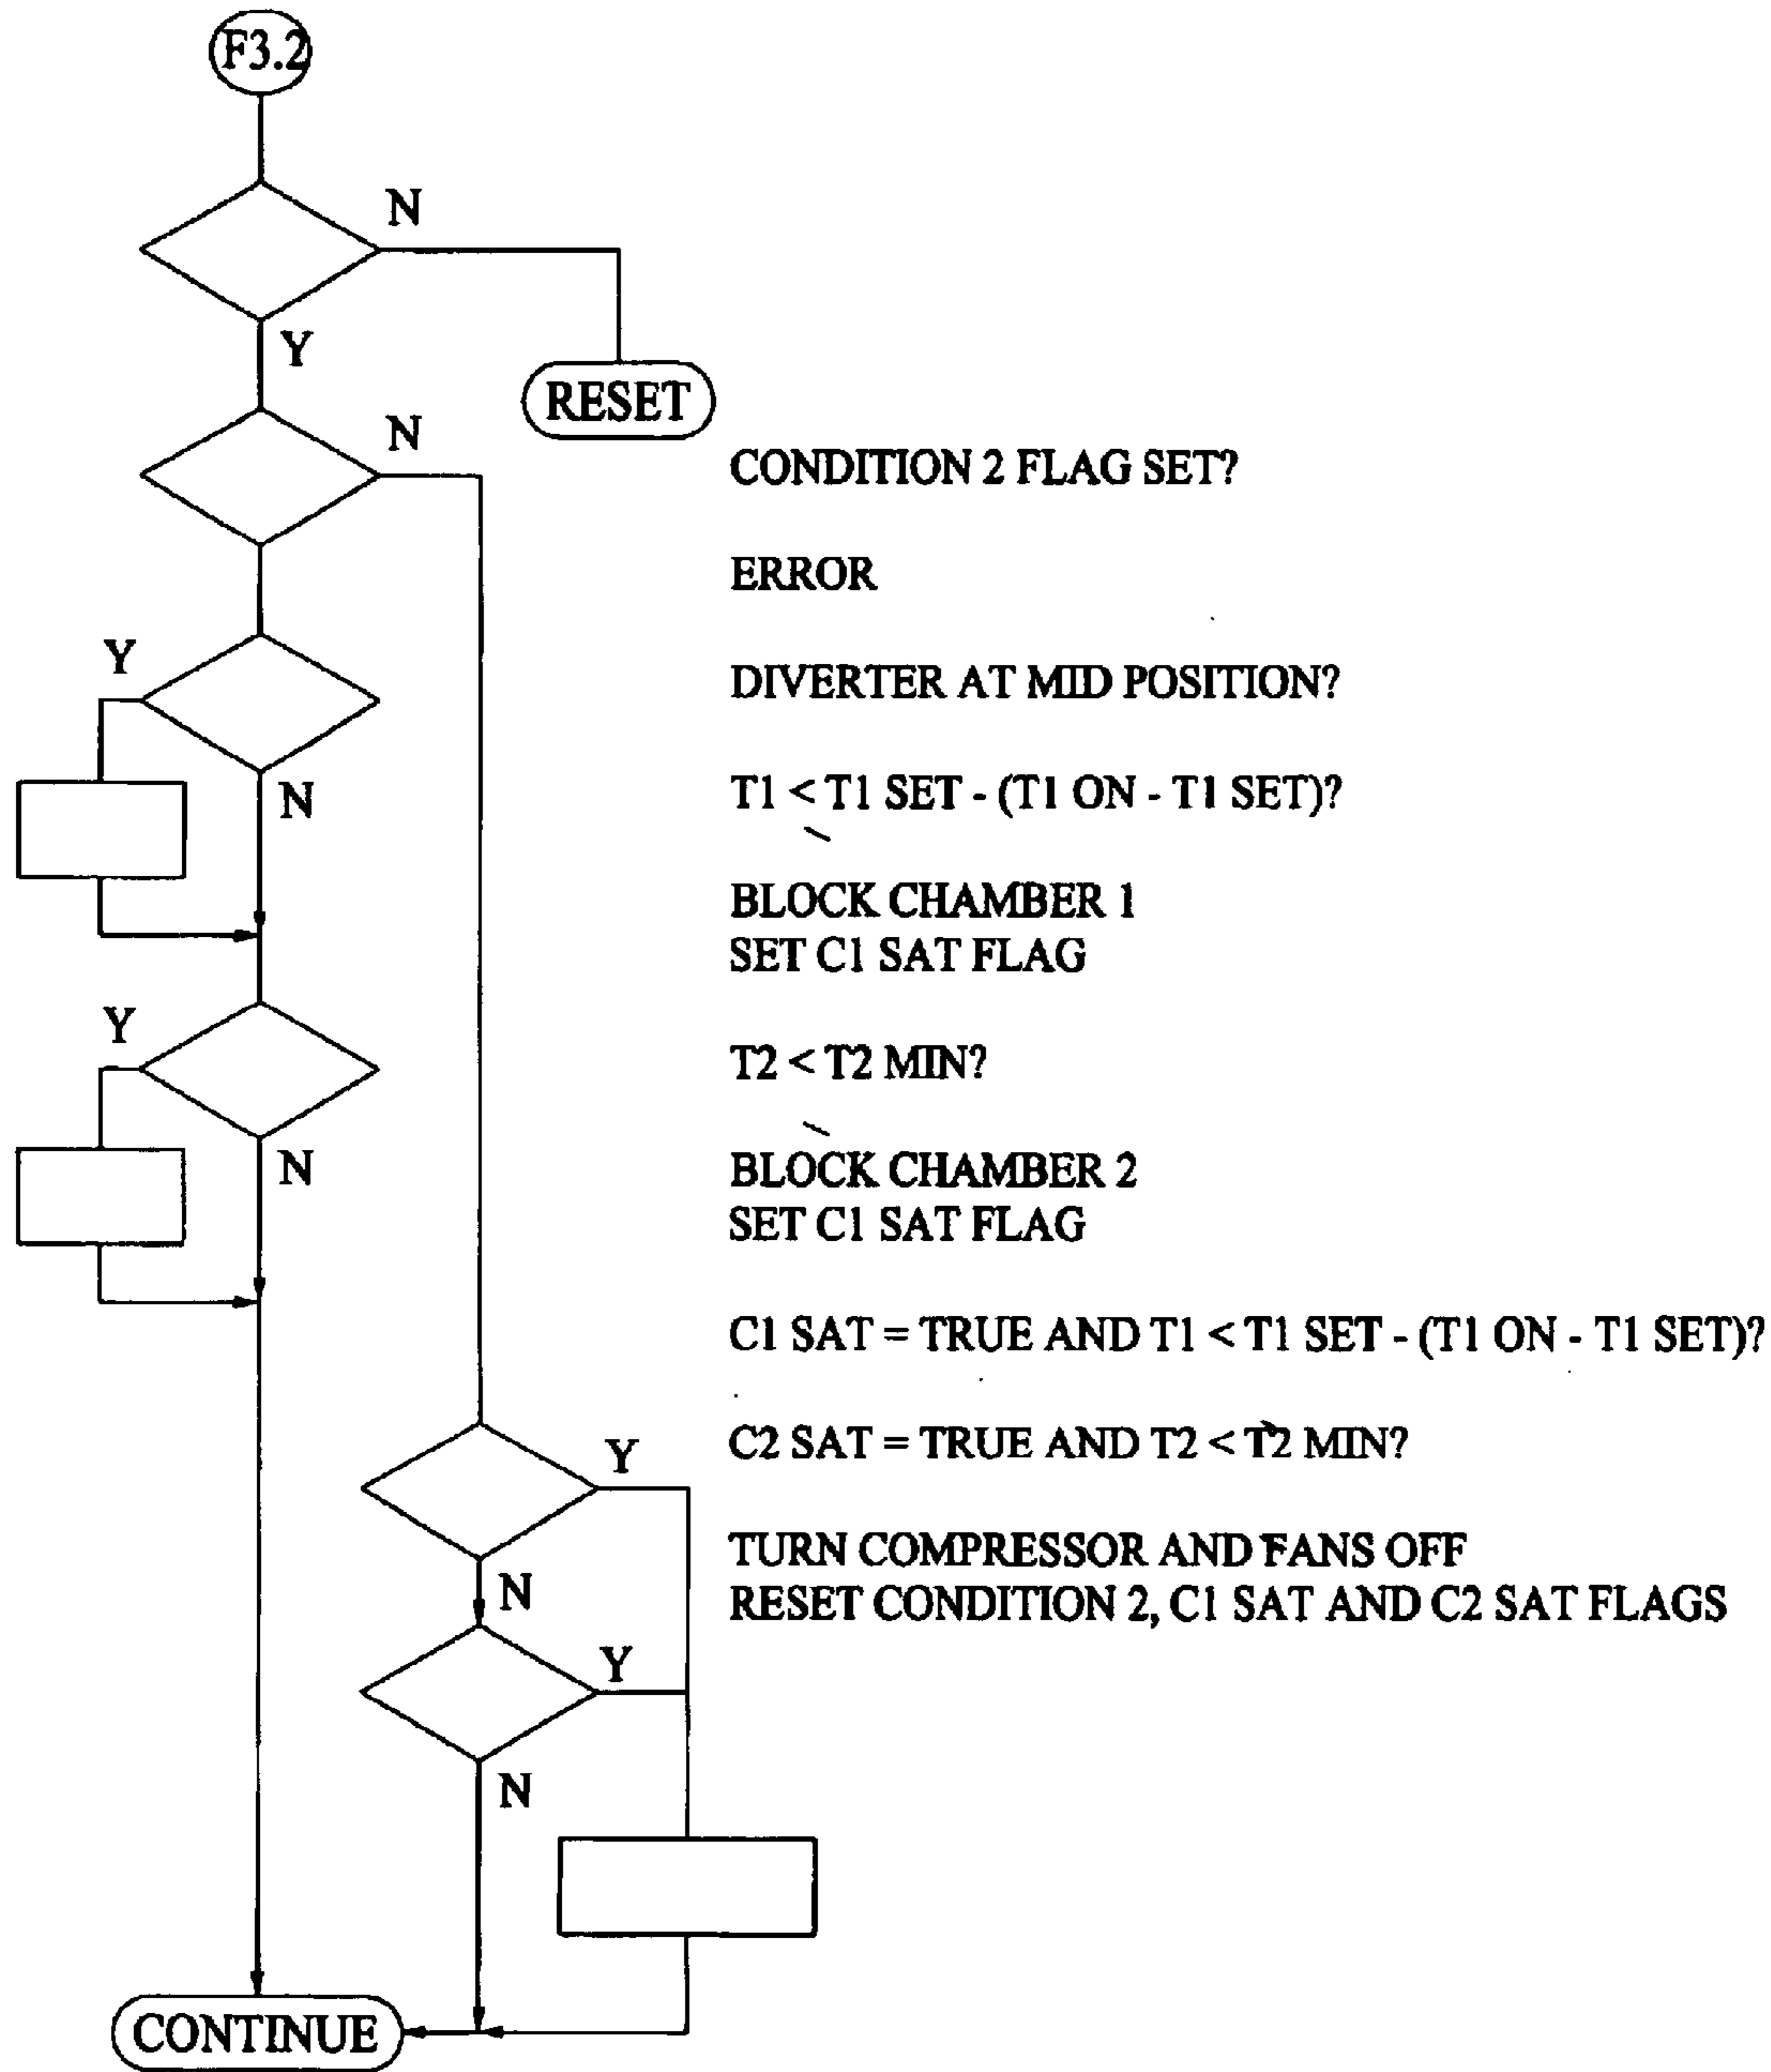 F3.2
N
Y
RESET
N
CONDITION 2 FLAG SET?
ERROR
Y
DIVERTER AT MID POSITION?
N
T1 < T1 SET - (T1 ON - T1 SET)?
BLOCK CHAMBER 1
SET C1 SAT FLAG
Y
T2 < T2 MIN?
N
BLOCK CHAMBER 2
SET C1 SAT FLAG
C1 SAT = TRUE AND T1 < T1 SET - (T1 ON - T1 SET)?
Y
C2 SAT = TRUE AND T2 < T2 MIN?
N
TURN COMPRESSOR AND FANS OFF
RESET CONDITION 2, C1 SAT AND C2 SAT FLAGS
Y
N
CONTINUE